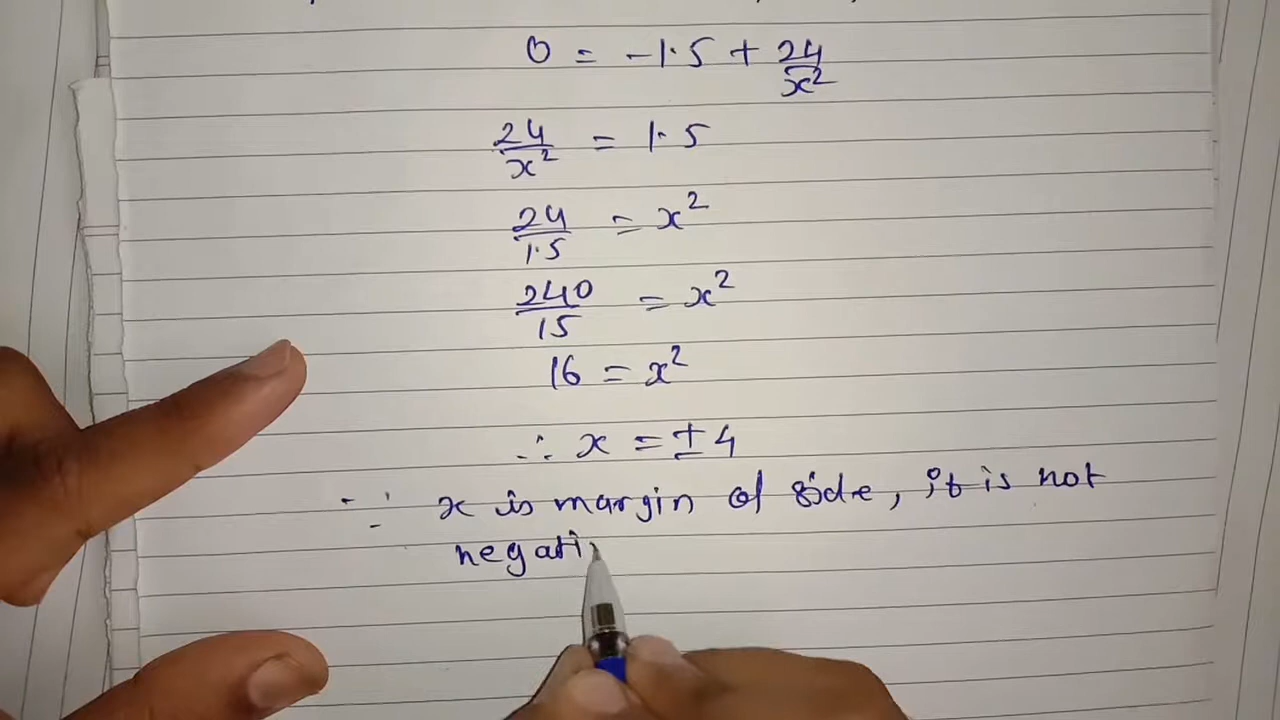 0 = -1.5 + 24/x²
24/x² = 1.5
24/1.5 = x²
240/15 = x²
16 = x²
∴ x = ±4
∵ x is margin of side, it is not
negati